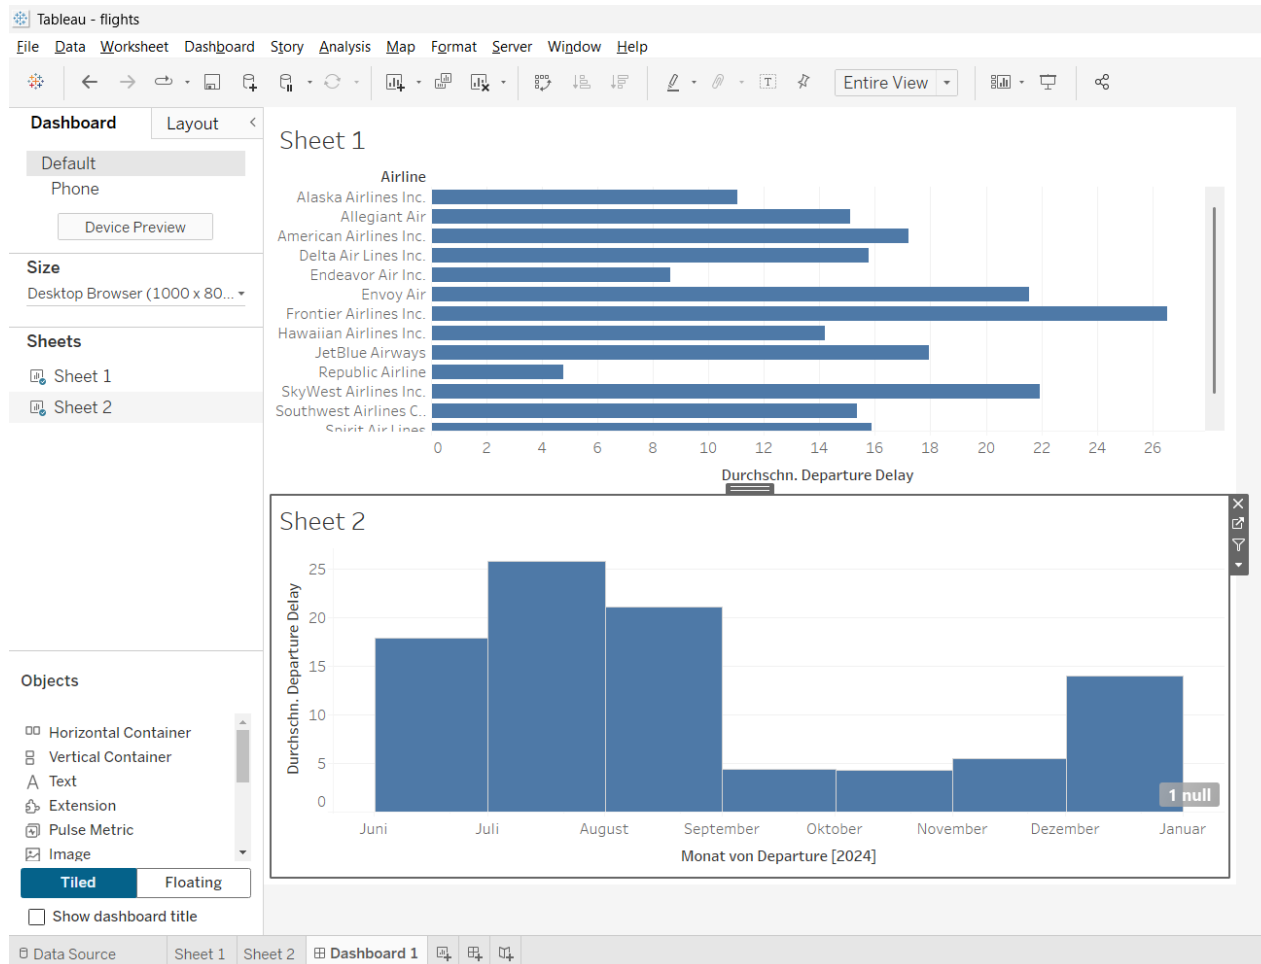 Tableau - flights
File Data Worksheet Dashboard Story Analysis Map Format Server Window Help
Entire View
Dashboard Layout
Default
Phone
Device Preview
Size
Desktop Browser (1000 x 80...
Sheets
Sheet 1
Sheet 2
Objects
Horizontal Container
Vertical Container
Text
Extension
Pulse Metric
Image
Tiled Floating
Show dashboard title
Sheet 1
Airline
Alaska Airlines Inc.
Allegiant Air
American Airlines Inc.
Delta Air Lines Inc.
Endeavor Air Inc.
Envoy Air
Frontier Airlines Inc.
Hawaiian Airlines Inc.
JetBlue Airways
Republic Airline
SkyWest Airlines Inc.
Southwest Airlines C..
Spirit Air Lines
0 2 4 6 8 10 12 14 16 18 20 22 24 26
Durchschn. Departure Delay
Sheet 2
Durchschn. Departure Delay
25
20
15
10
5
0
1 null
Juni Juli August September Oktober November Dezember Januar
Monat von Departure [2024]
Data Source Sheet 1 Sheet 2 Dashboard 1